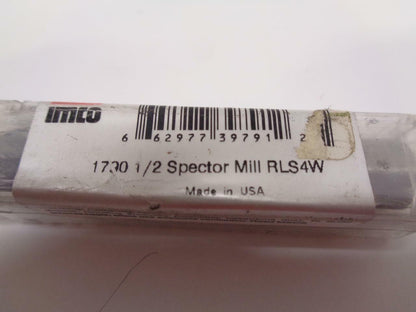 imco
6 62977 39791 2
1730 1/2 Spector Mill RLS4W
Made in USA